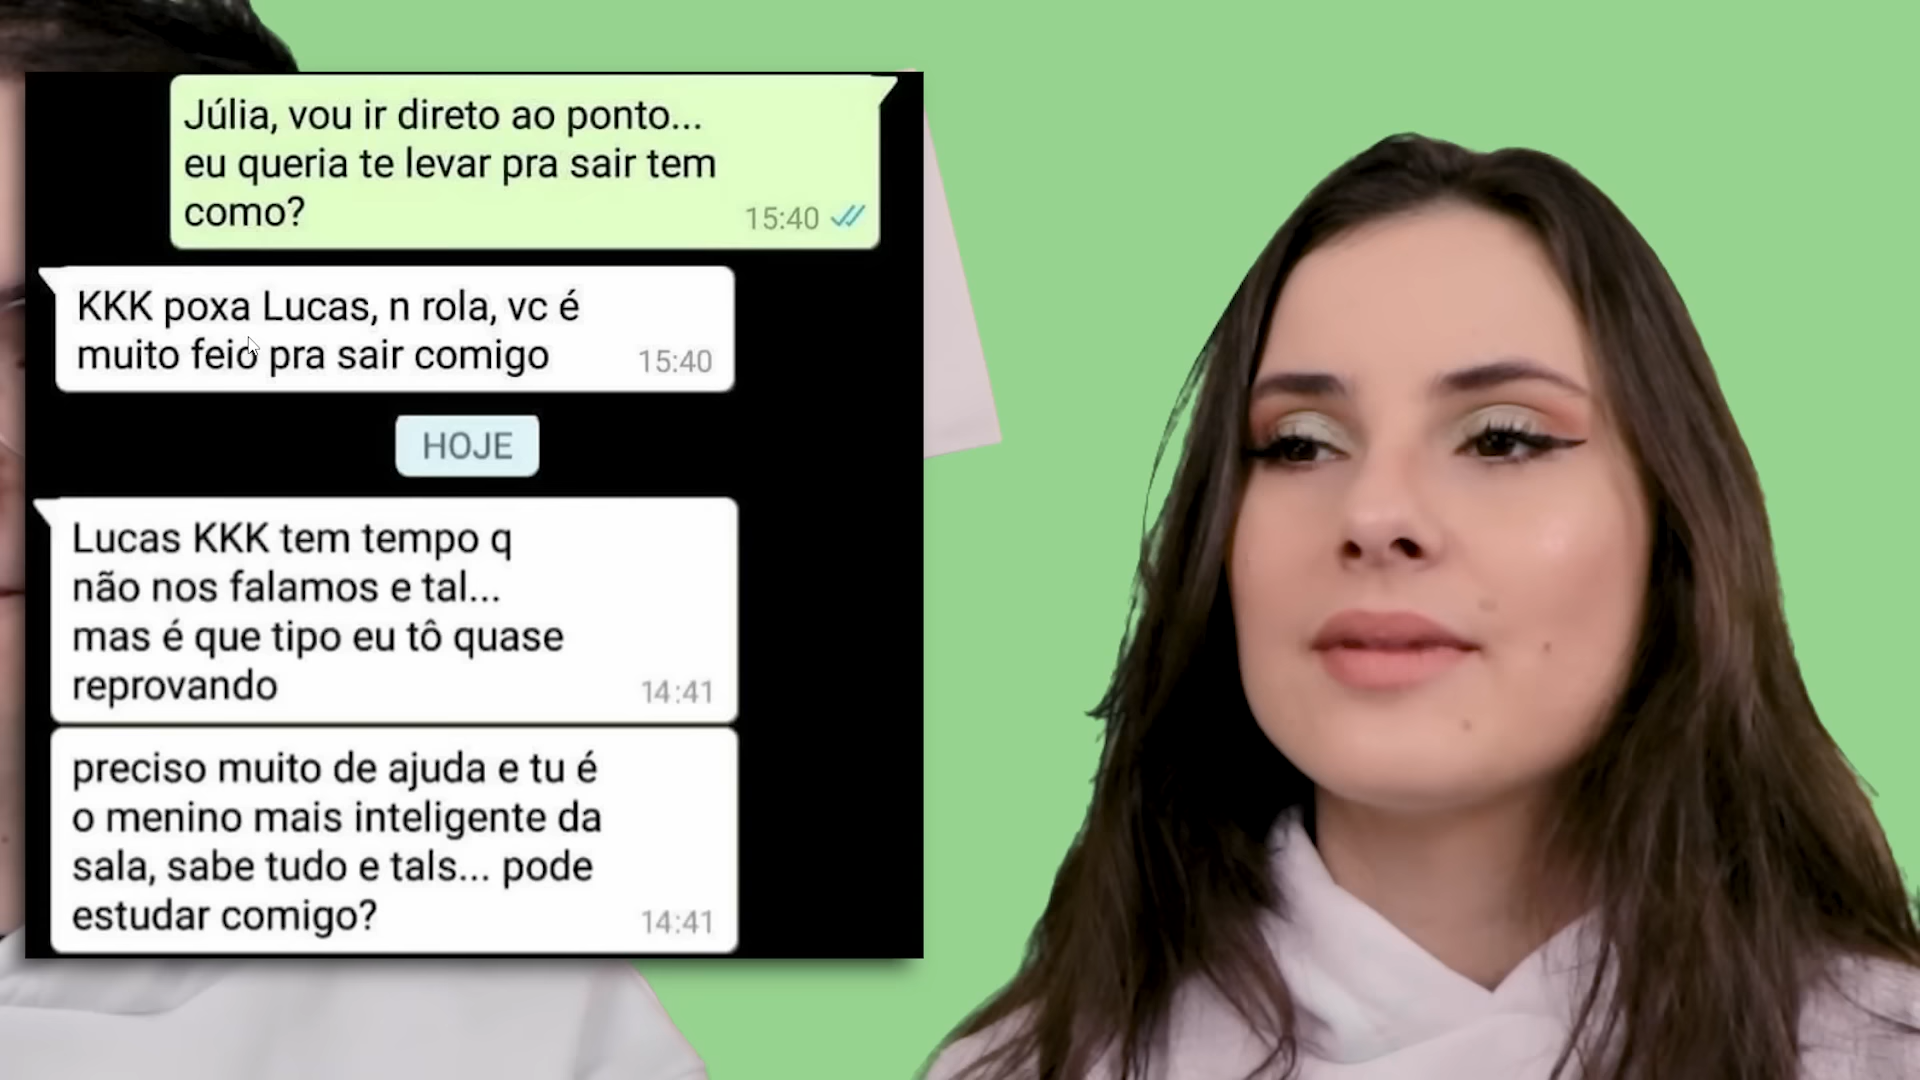 Júlia, vou ir direto ao ponto...
eu queria te levar pra sair tem
como?
15:40
KKK poxa Lucas, n rola, vc é
muito feio pra sair comigo
15:40
HOJE
Lucas KKK tem tempo q
não nos falamos e tal...
mas é que tipo eu tô quase
reprovando
14:41
preciso muito de ajuda e tu é
o menino mais inteligente da
sala, sabe tudo e tals... pode
estudar comigo?
14:41